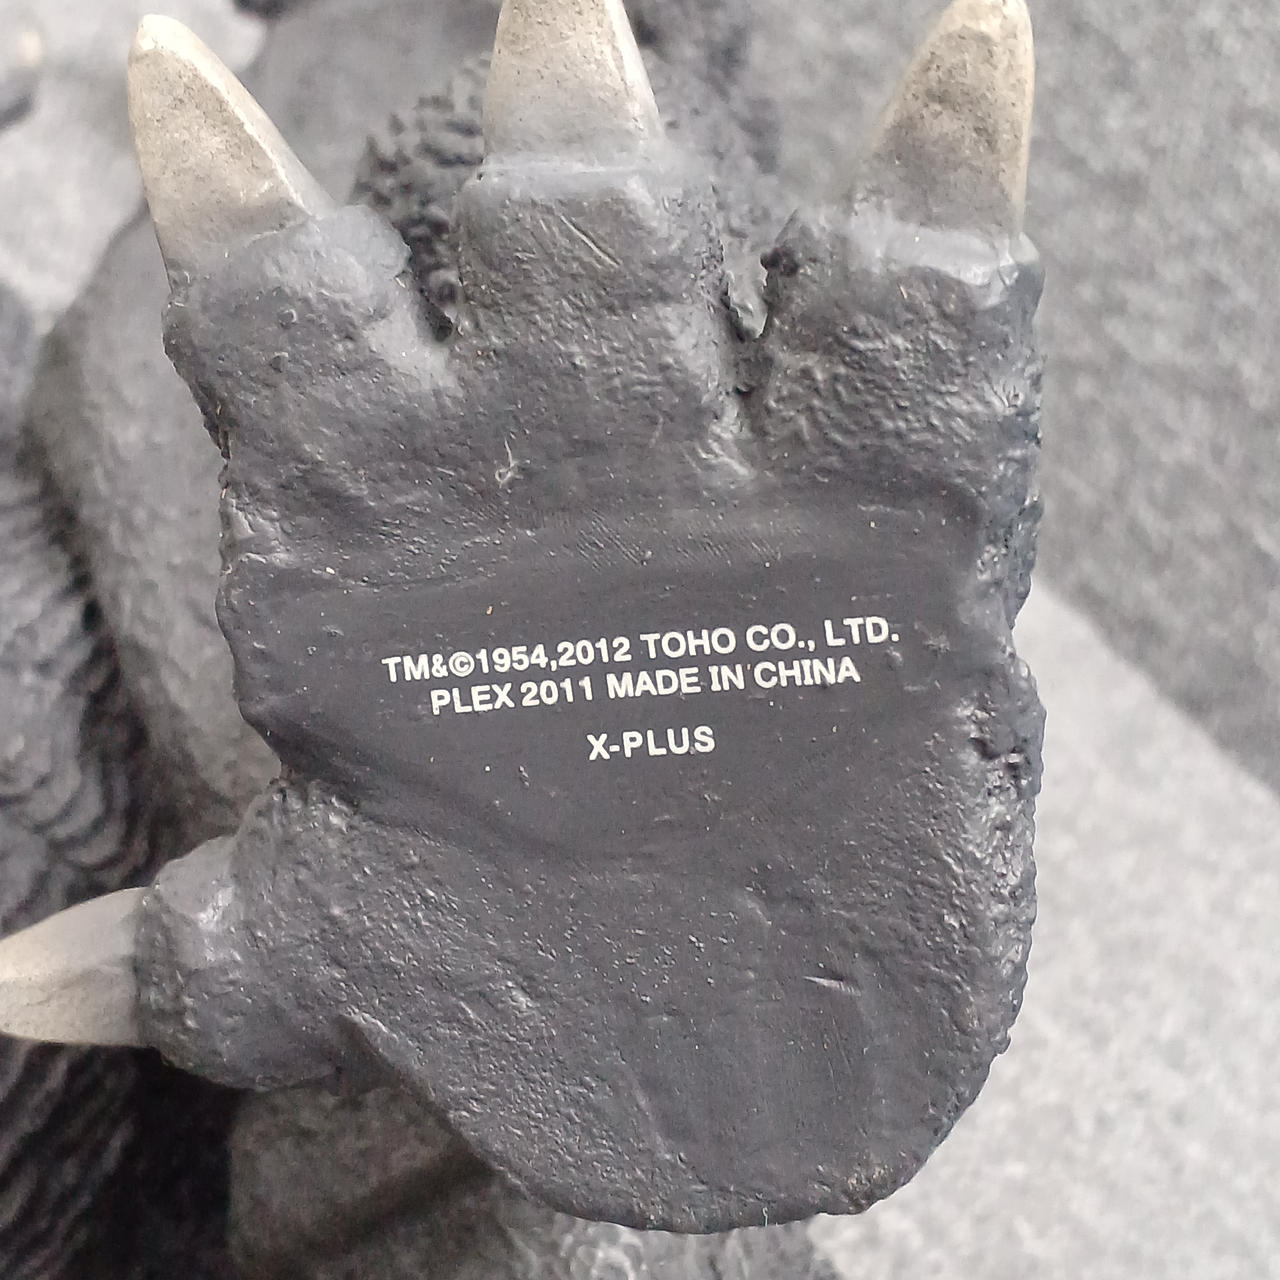 TM&©1954,2012 TOHO CO., LTD.
PLEX 2011 MADE IN CHINA
X-PLUS